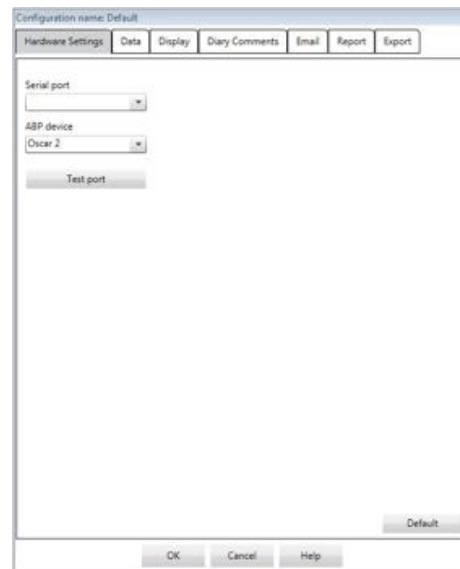 Configuration name: Default
Hardware Settings Data Display Diary Comments Email Report Export
Serial port
ABP device
Oscar 2
Test port
Default
OK Cancel Help